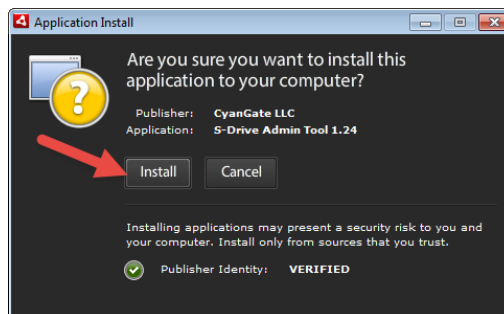 Application Install
Are you sure you want to install this
application to your computer?
Publisher: CyanGate LLC
Application: S-Drive Admin Tool 1.24
Install Cancel
Installing applications may present a security risk to you and
your computer. Install only from sources that you trust.
Publisher Identity: VERIFIED